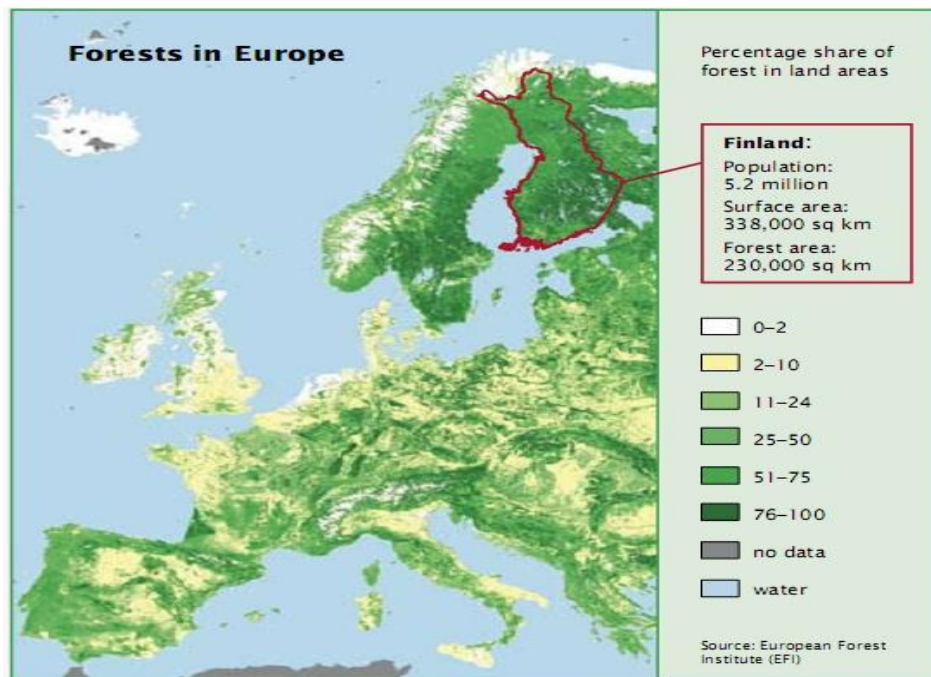 Forests in Europe
Percentage share of
forest in land areas
Finland:
Population:
5.2 million
Surface area:
338,000 sq km
Forest area:
230,000 sq km
0–2
2–10
11–24
25–50
51–75
76–100
no data
water
Source: European Forest
Institute (EFI)